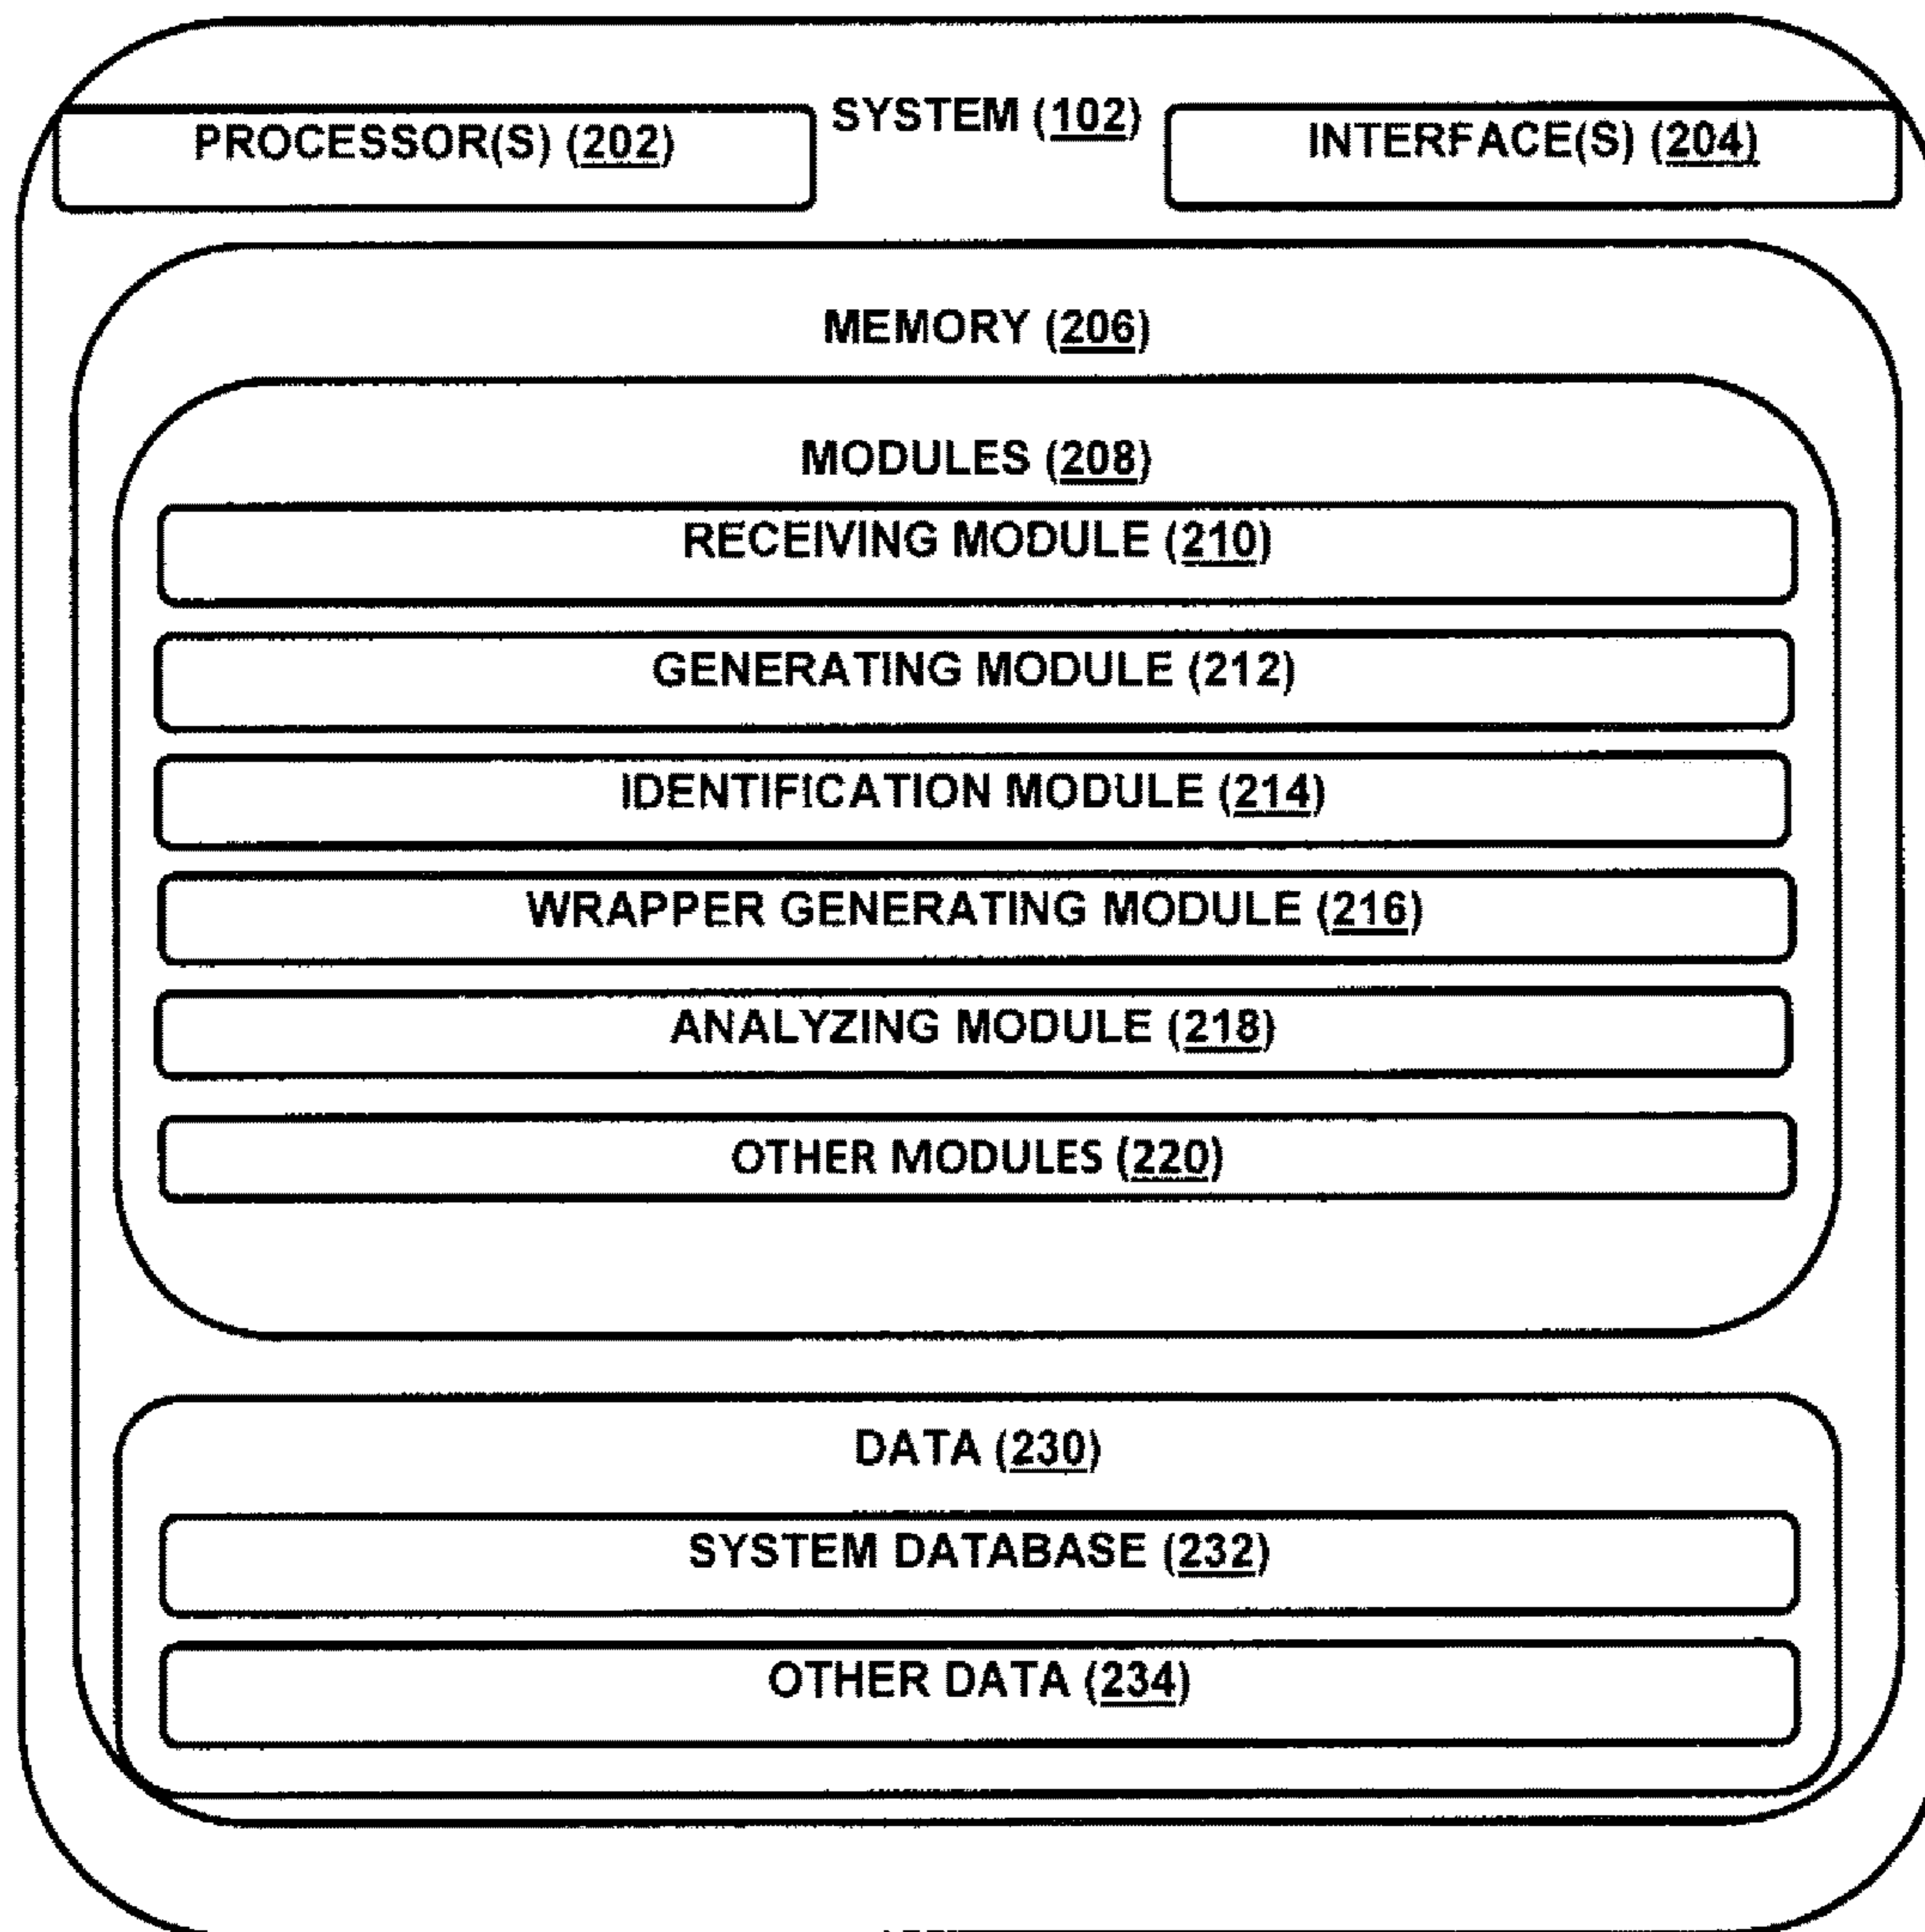 SYSTEM (102)
PROCESSOR(S) (202)
INTERFACE(S) (204)
MEMORY (206)
MODULES (208)
RECEIVING MODULE (210)
GENERATING MODULE (212)
IDENTIFICATION MODULE (214)
WRAPPER GENERATING MODULE (216)
ANALYZING MODULE (218)
OTHER MODULES (220)
DATA (230)
SYSTEM DATABASE (232)
OTHER DATA (234)